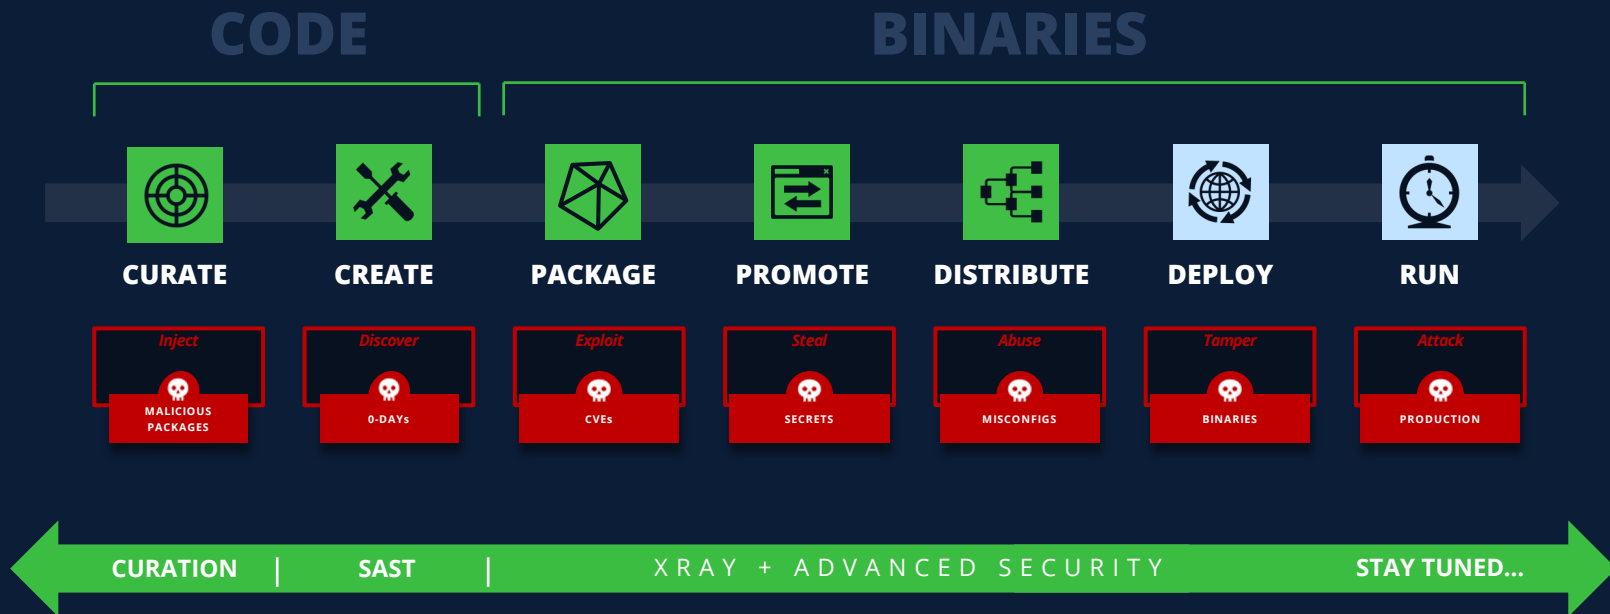 CODE
BINARIES
CURATE
CREATE
PACKAGE
PROMOTE
DISTRIBUTE
DEPLOY
RUN
Inject
Discover
Exploit
Steal
Abuse
Tamper
Attack
MALICIOUS
PACKAGES
0-DAYs
CVEs
SECRETS
MISCONFIGS
BINARIES
PRODUCTION
CURATION | SAST | XRAY + ADVANCED SECURITY STAY TUNED...